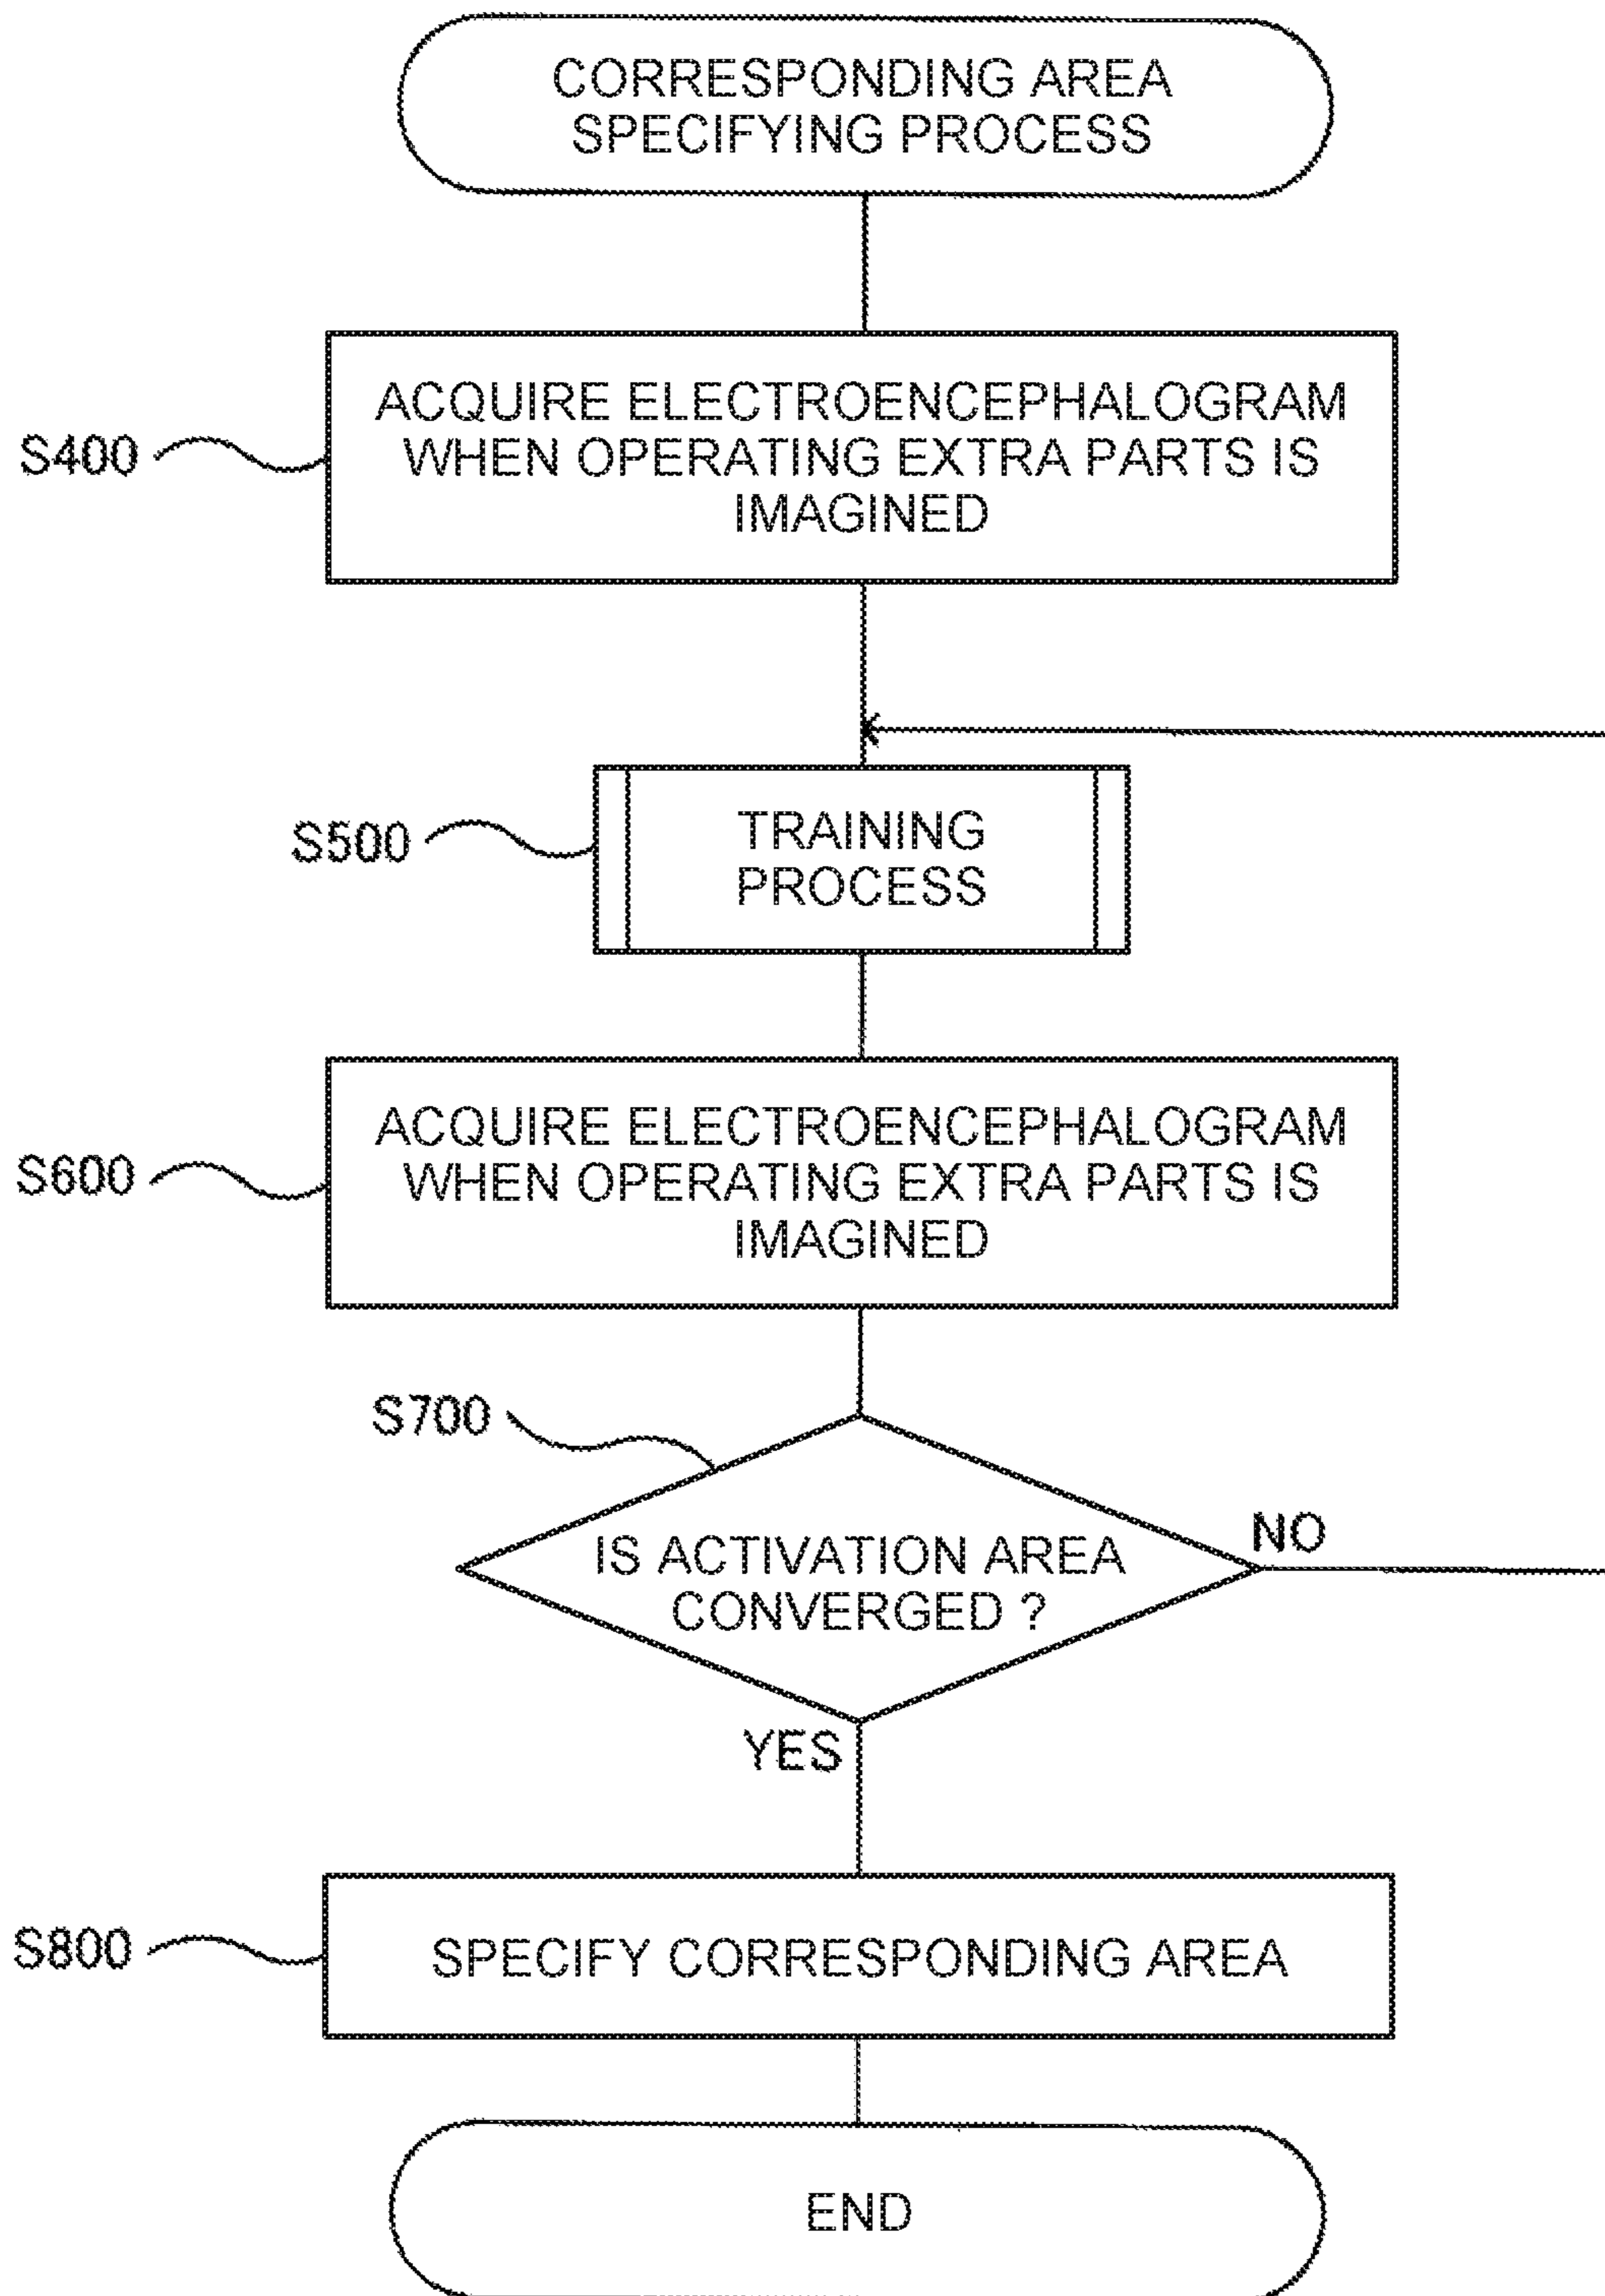 CORRESPONDING AREA
SPECIFYING PROCESS
S400
ACQUIRE ELECTROENCEPHALOGRAM
WHEN OPERATING EXTRA PARTS IS
IMAGINED
S500
TRAINING
PROCESS
S600
ACQUIRE ELECTROENCEPHALOGRAM
WHEN OPERATING EXTRA PARTS IS
IMAGINED
S700
IS ACTIVATION AREA
CONVERGED ?
NO
YES
S800
SPECIFY CORRESPONDING AREA
END